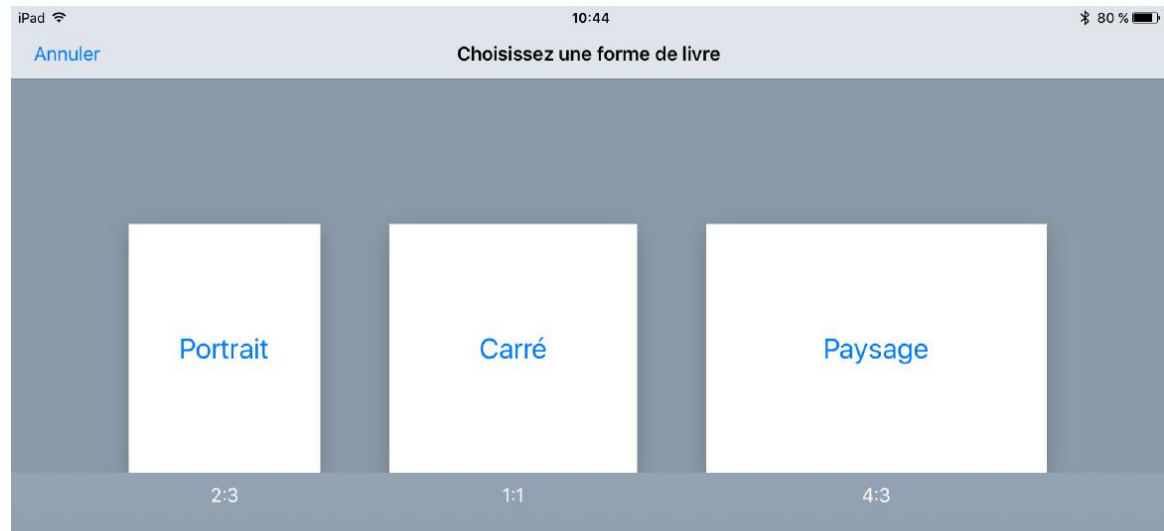 iPad 10:44 80 %
Annuler Choisissez une forme de livre
Portrait Carré Paysage
2:3 1:1 4:3